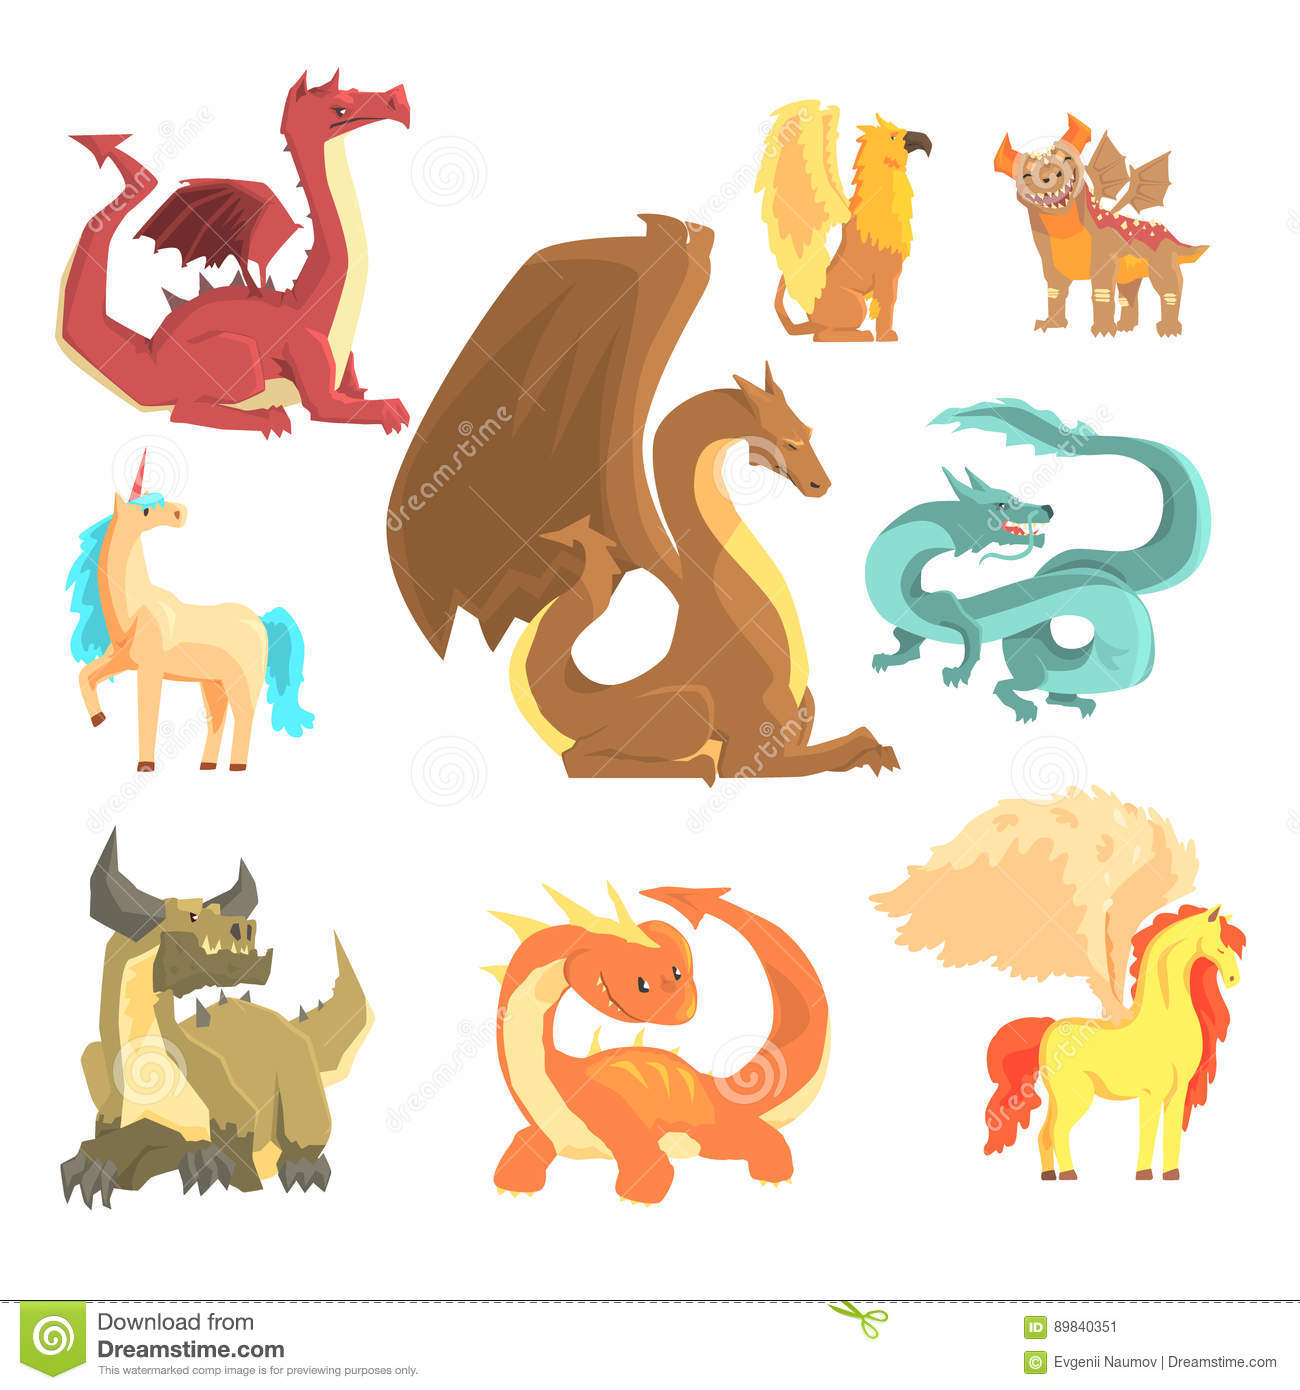 Download from
Dreamstime.com
This watermarked comp image is for previewing purposes only.
ID 89840351
© Evgenii Naumov | Dreamstime.com